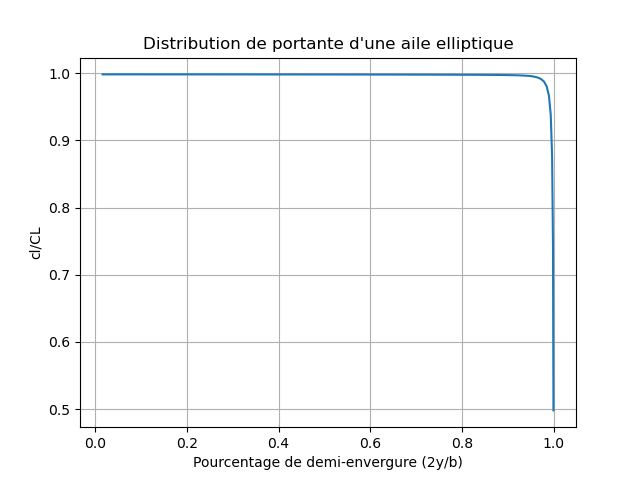 Distribution de portante d'une aile elliptique
1.0
0.9
0.8
0.7
0.6
0.5
cl/CL
0.0 0.2 0.4 0.6 0.8 1.0
Pourcentage de demi-envergure (2y/b)